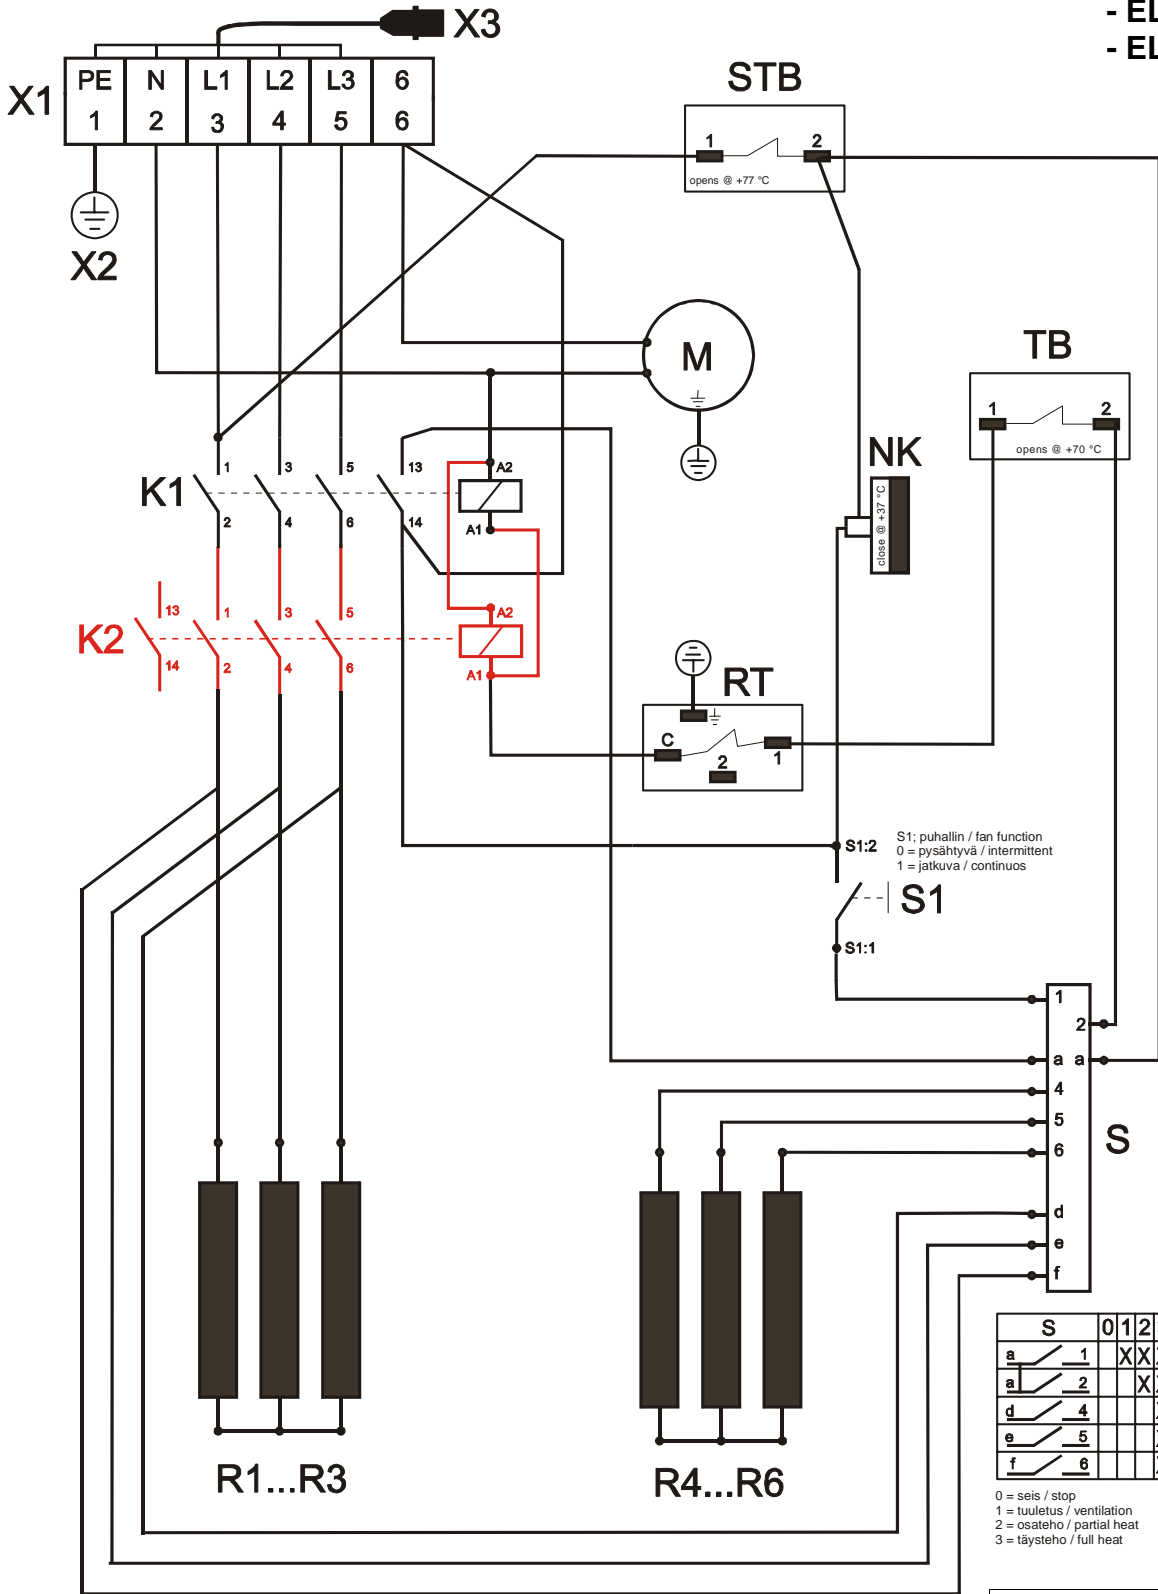 - EL
- EL
X3
X1
PE N L1 L2 L3 6
1 2 3 4 5 6
X2
STB
1 2
opens @ +77 °C
M
TB
1 2
opens @ +70 °C
NK
close @ +37 °C
K1
1 3 5 13
2 4 6 14
A2
A1
K2
13 1 3 5
14 2 4 6
A2
A1
RT
C 2 1
S1:2
S1; puhallin / fan function
0 = pysähtyvä / intermittent
1 = jatkuva / continuos
S1
S1:1
1
2
a a
4
5
6
d
e
f
S
R1...R3
R4...R6
S 0 1 2
a 1 X X
a 2 X
d 4
e 5
f 6
0 = seis / stop
1 = tuuletus / ventilation
2 = osateho / partial heat
3 = täysteho / full heat